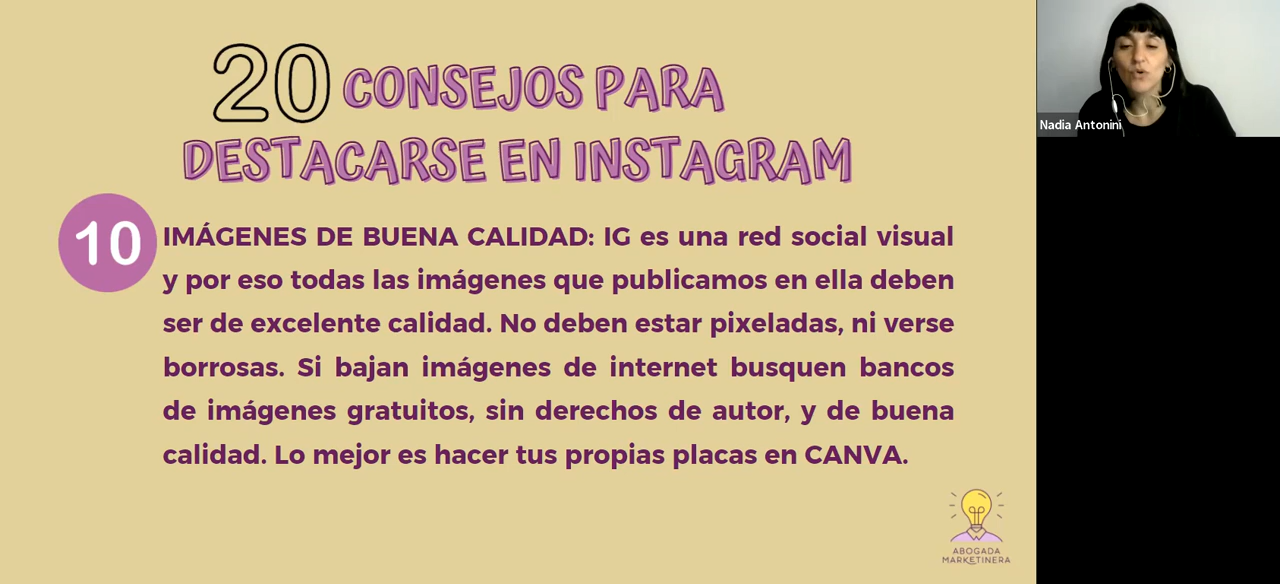 20 CONSEJOS PARA
DESTACARSE EN INSTAGRAM
10
IMÁGENES DE BUENA CALIDAD: IG es una red social visual
y por eso todas las imágenes que publicamos en ella deben
ser de excelente calidad. No deben estar pixeladas, ni verse
borrosas. Si bajan imágenes de internet busquen bancos
de imágenes gratuitos, sin derechos de autor, y de buena
calidad. Lo mejor es hacer tus propias placas en CANVA.
ABOGADA
MARKETINERA
Nadia Antonini